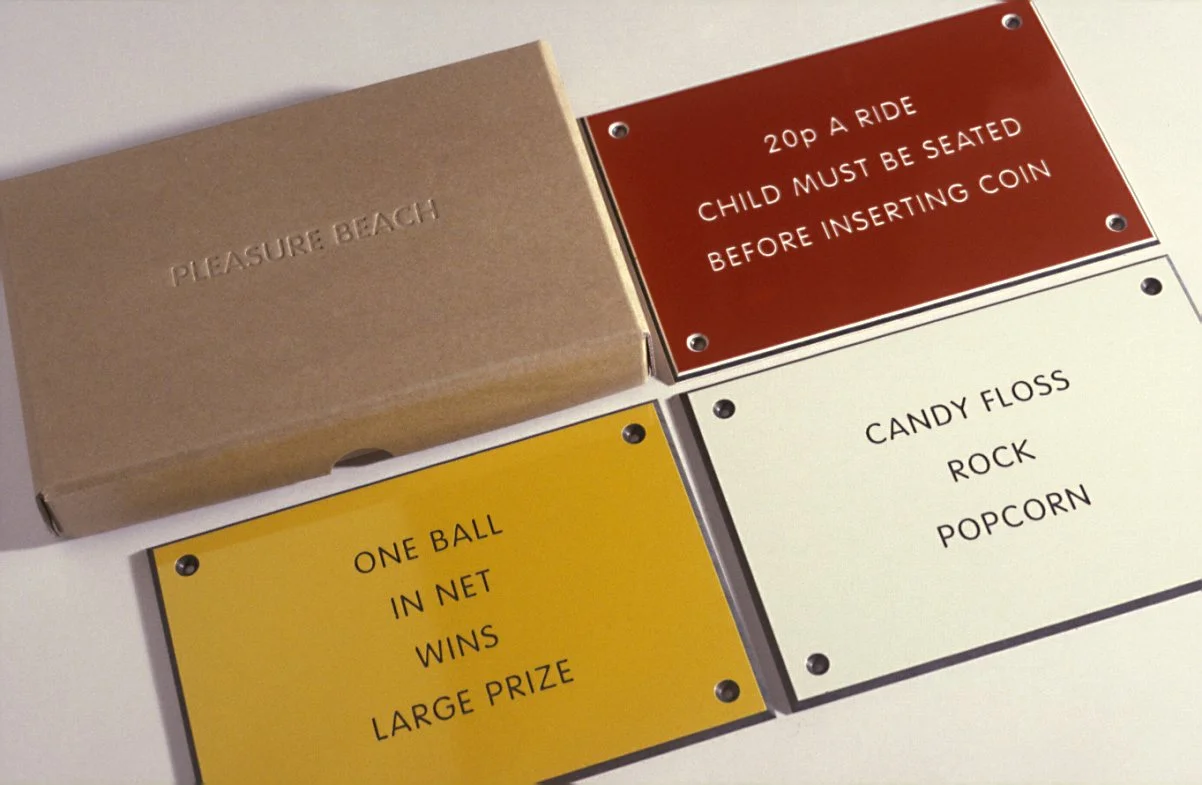 PLEASURE BEACH
20p A RIDE
CHILD MUST BE SEATED
BEFORE INSERTING COIN
ONE BALL
IN NET
WINS
LARGE PRIZE
CANDY FLOSS
ROCK
POPCORN